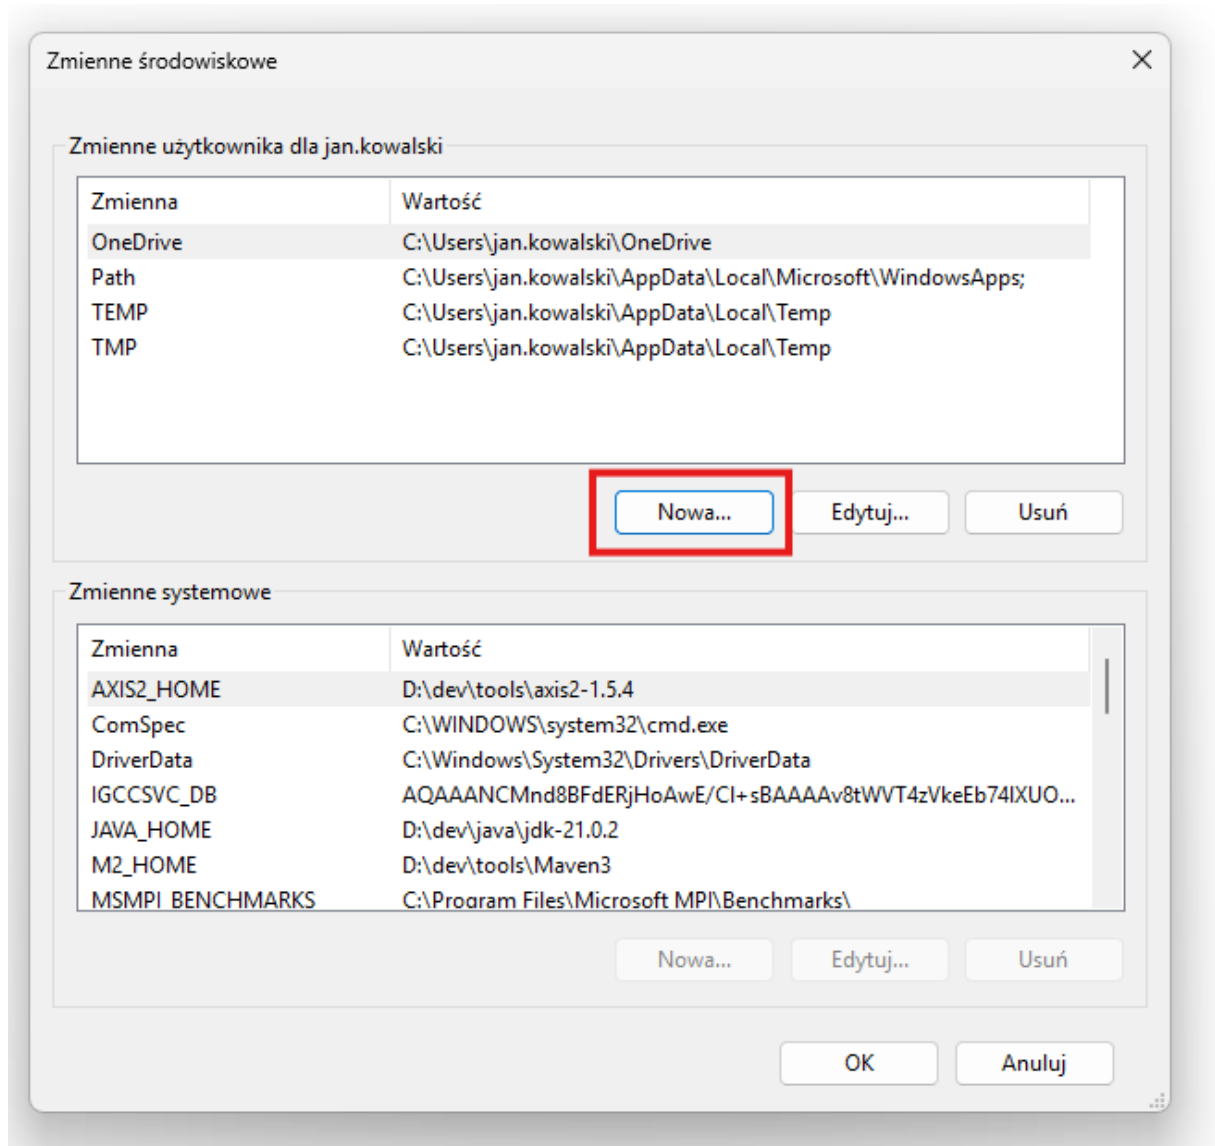 Zmienne środowiskowe
Zmienne użytkownika dla jan.kowalski
Zmienna Wartość
OneDrive C:\Users\jan.kowalski\OneDrive
Path C:\Users\jan.kowalski\AppData\Local\Microsoft\WindowsApps;
TEMP C:\Users\jan.kowalski\AppData\Local\Temp
TMP C:\Users\jan.kowalski\AppData\Local\Temp
Nowa... Edytuj... Usuń
Zmienne systemowe
Zmienna Wartość
AXIS2_HOME D:\dev\tools\axis2-1.5.4
ComSpec C:\WINDOWS\system32\cmd.exe
DriverData C:\Windows\System32\Drivers\DriverData
IGCCSVC_DB AQAAANCMnd8BFdERjHoAwE/Cl+sBAAAAv8tWVT4zVkeEb74IXUO...
JAVA_HOME D:\dev\java\jdk-21.0.2
M2_HOME D:\dev\tools\Maven3
MSMPI_BENCHMARKS C:\Program Files\Microsoft MPI\Benchmarks\
Nowa... Edytuj... Usuń
OK Anuluj